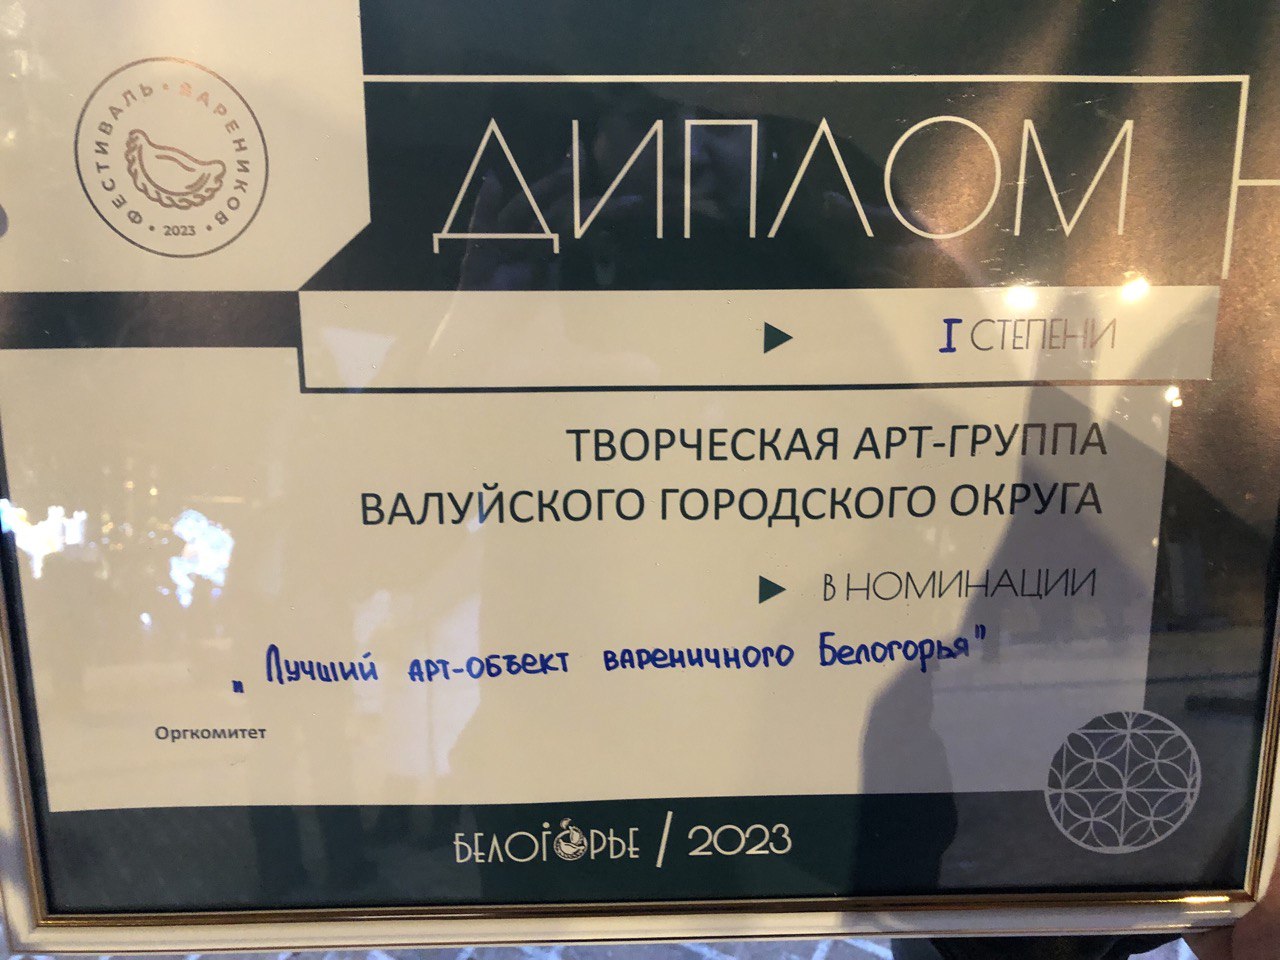 ФЕСТИВАЛЬ · ВАРЕНИКОВ · 2023 ·
ДИПЛОМ
I СТЕПЕНИ
ТВОРЧЕСКАЯ АРТ-ГРУППА
ВАЛУЙСКОГО ГОРОДСКОГО ОКРУГА
В НОМИНАЦИИ
„Лучший арт-объект вареничного Белогорья"
Оргкомитет
БЕЛОГОРЬЕ / 2023